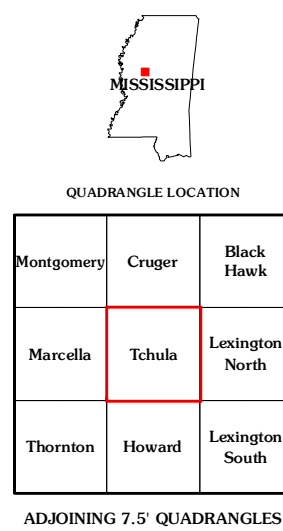 MISSISSIPPI
QUADRANGLE LOCATION
Montgomery
Cruger
Black
Hawk
Marcella
Tchula
Lexington
North
Thornton
Howard
Lexington
South
ADJOINING 7.5' QUADRANGLES